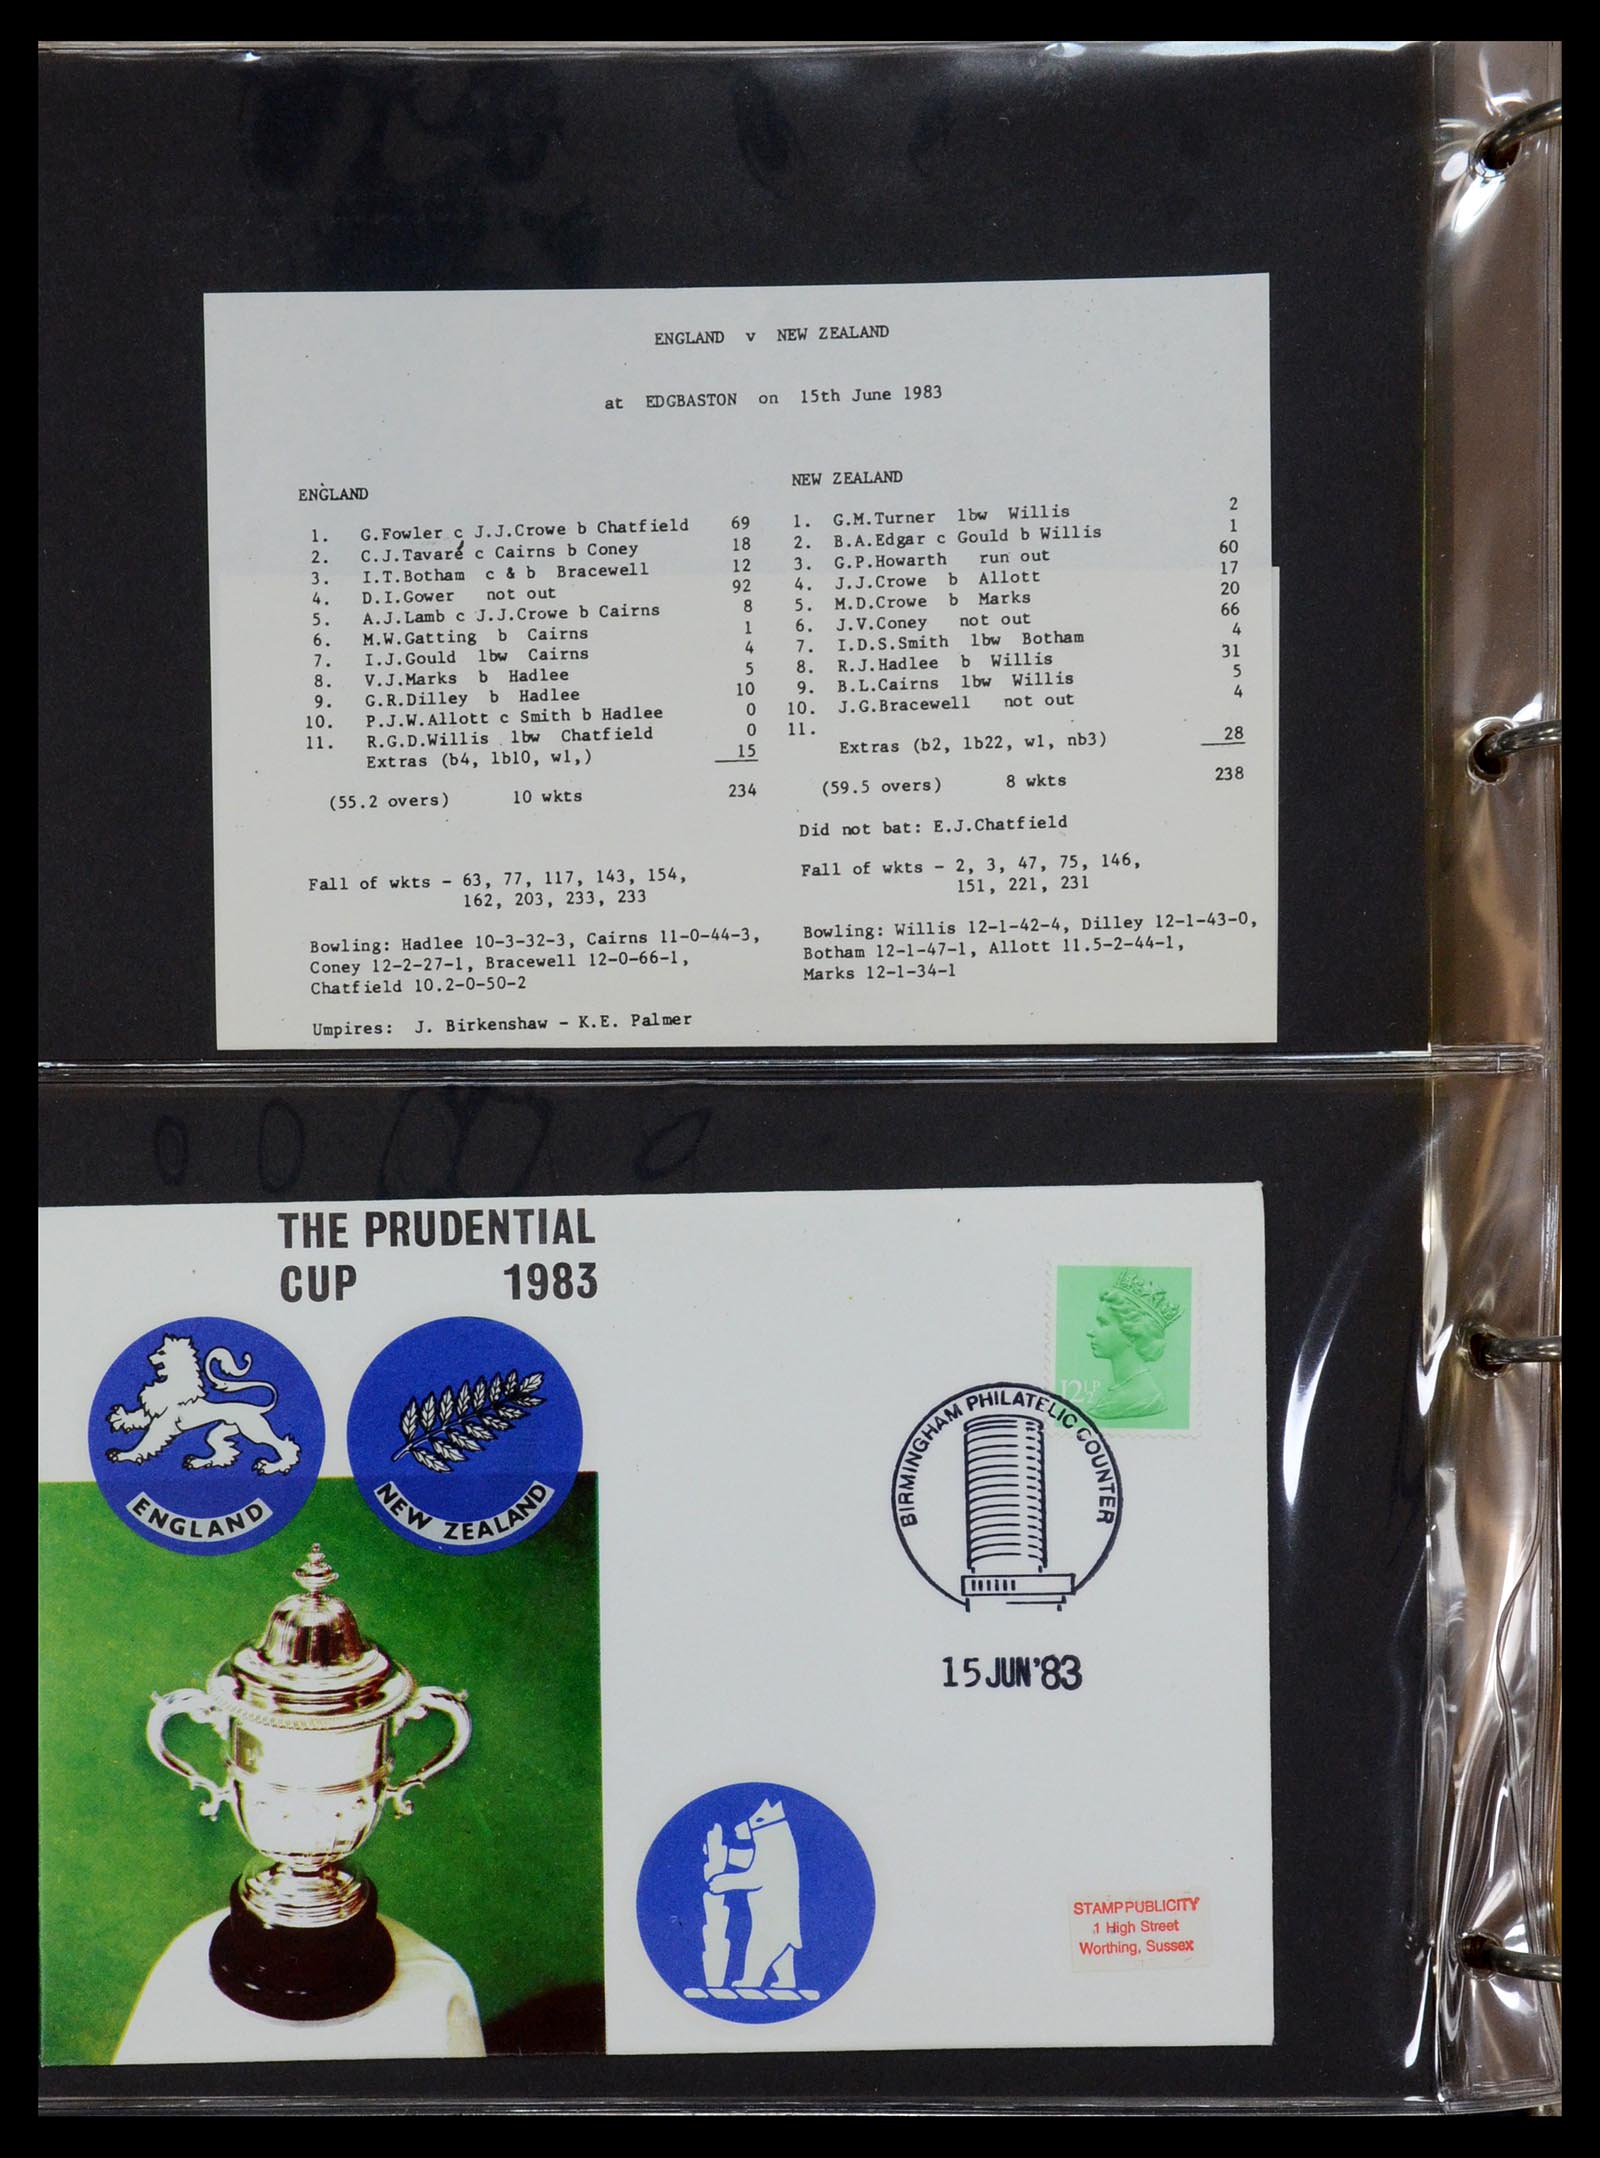 ENGLAND v NEW ZEALAND
at EDGBASTON on 15th June 1983
ENGLAND
1. G.Fowler c J.J.Crowe b Chatfield 69
2. C.J.Tavaré c Cairns b Coney 18
3. I.T.Botham c & b Bracewell 12
4. D.I.Gower not out 92
5. A.J.Lamb c J.J.Crowe b Cairns 8
6. M.W.Gatting b Cairns 1
7. I.J.Gould lbw Cairns 4
8. V.J.Marks b Hadlee 5
9. G.R.Dilley b Hadlee 10
10. P.J.W.Allott c Smith b Hadlee 0
11. R.G.D.Willis lbw Chatfield 0
Extras (b4, lb10, w1,) 15
(55.2 overs) 10 wkts 234
Fall of wkts - 63, 77, 117, 143, 154,
162, 203, 233, 233
Bowling: Hadlee 10-3-32-3, Cairns 11-0-44-3,
Coney 12-2-27-1, Bracewell 12-0-66-1,
Chatfield 10.2-0-50-2
Umpires: J. Birkenshaw - K.E. Palmer
NEW ZEALAND
1. G.M.Turner lbw Willis 2
2. B.A.Edgar c Gould b Willis 1
3. G.P.Howarth run out 60
4. J.J.Crowe b Allott 17
5. M.D.Crowe b Marks 20
6. J.V.Coney not out 66
7. I.D.S.Smith lbw Botham 4
8. R.J.Hadlee b Willis 31
9. B.L.Cairns lbw Willis 5
10. J.G.Bracewell not out 4
11.
Extras (b2, lb22, w1, nb3) 28
(59.5 overs) 8 wkts 238
Did not bat: E.J.Chatfield
Fall of wkts - 2, 3, 47, 75, 146,
151, 221, 231
Bowling: Willis 12-1-42-4, Dilley 12-1-43-0,
Botham 12-1-47-1, Allott 11.5-2-44-1,
Marks 12-1-34-1
THE PRUDENTIAL
CUP 1983
ENGLAND
NEW ZEALAND
12½P
BIRMINGHAM PHILATELIC COUNTER
15 JUN '83
STAMP PUBLICITY
1 High Street
Worthing, Sussex